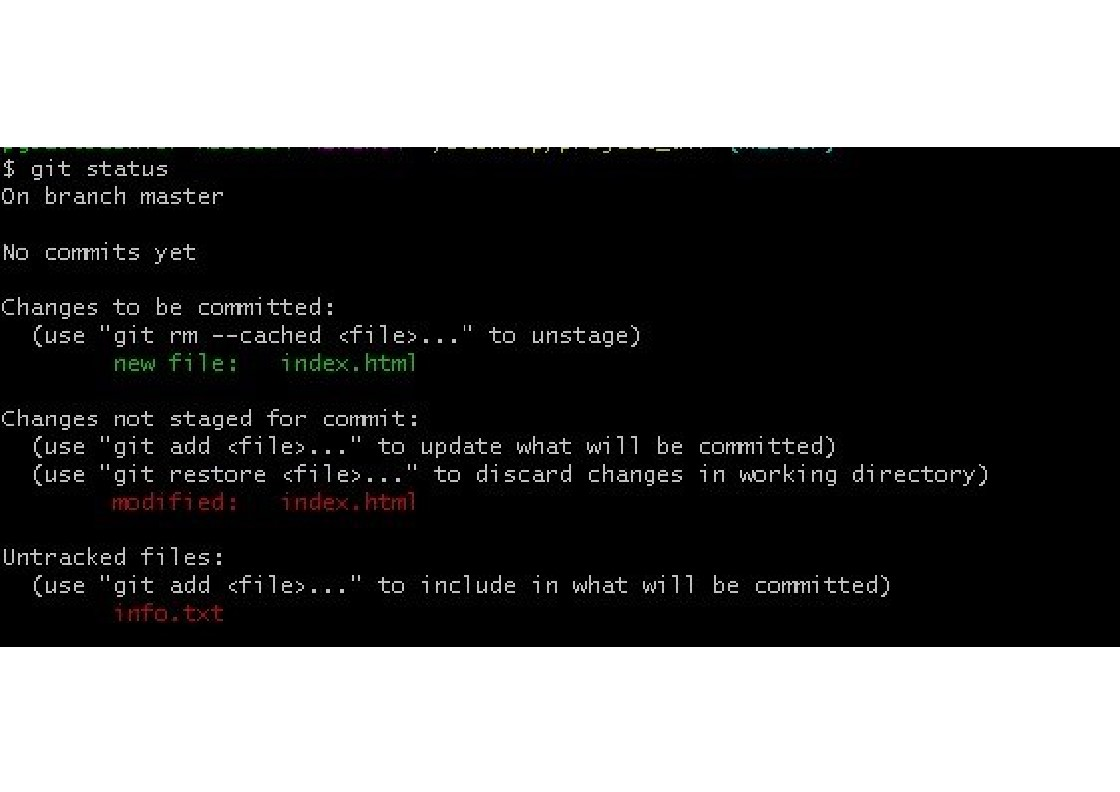 $ git status
On branch master
No commits yet
Changes to be committed:
(use "git rm --cached <file>..." to unstage)
new file: index.html
Changes not staged for commit:
(use "git add <file>..." to update what will be committed)
(use "git restore <file>..." to discard changes in working directory)
modified: index.html
Untracked files:
(use "git add <file>..." to include in what will be committed)
info.txt